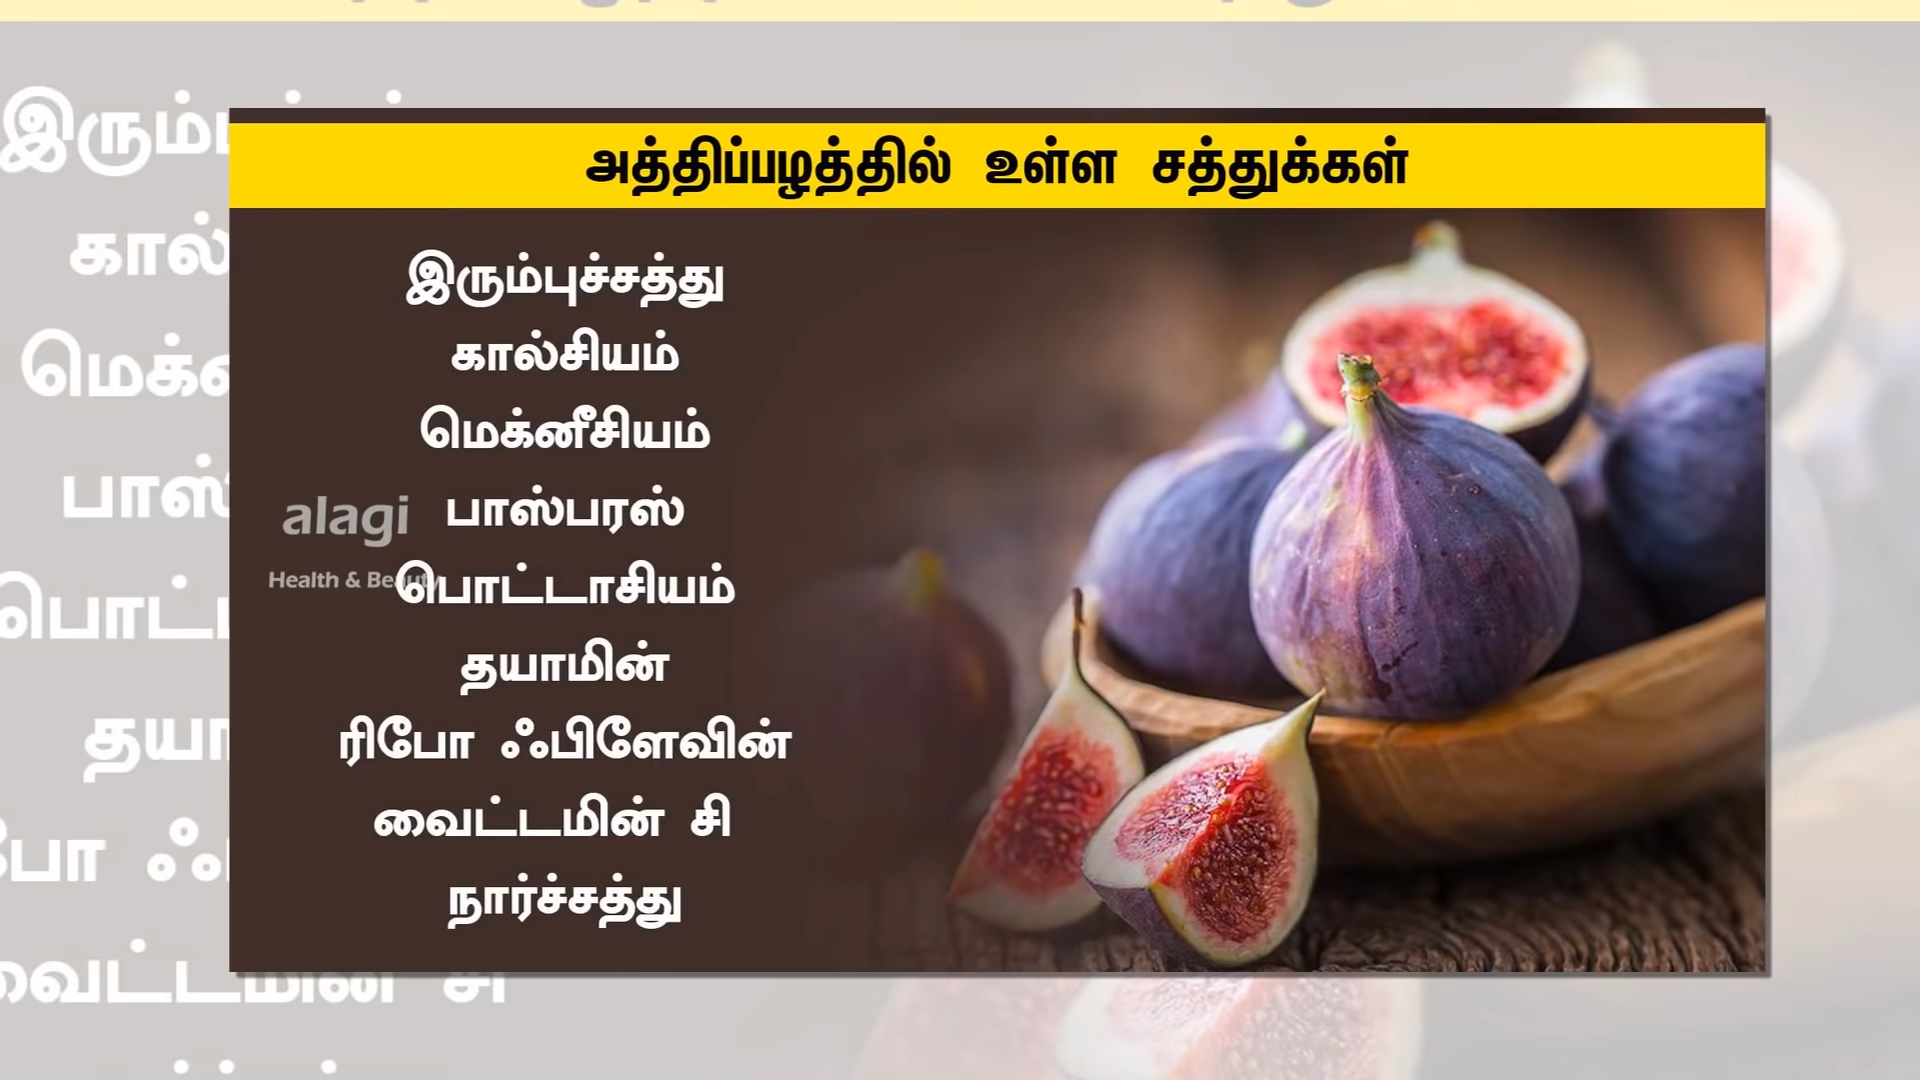 அத்திப்பழத்தில் உள்ள சத்துக்கள்
இரும்புச்சத்து
கால்சியம்
மெக்னீசியம்
பாஸ்பரஸ்
alagi
Health & Beauty
பொட்டாசியம்
தயாமின்
ரிபோ ஃபிளேவின்
வைட்டமின் சி
நார்ச்சத்து